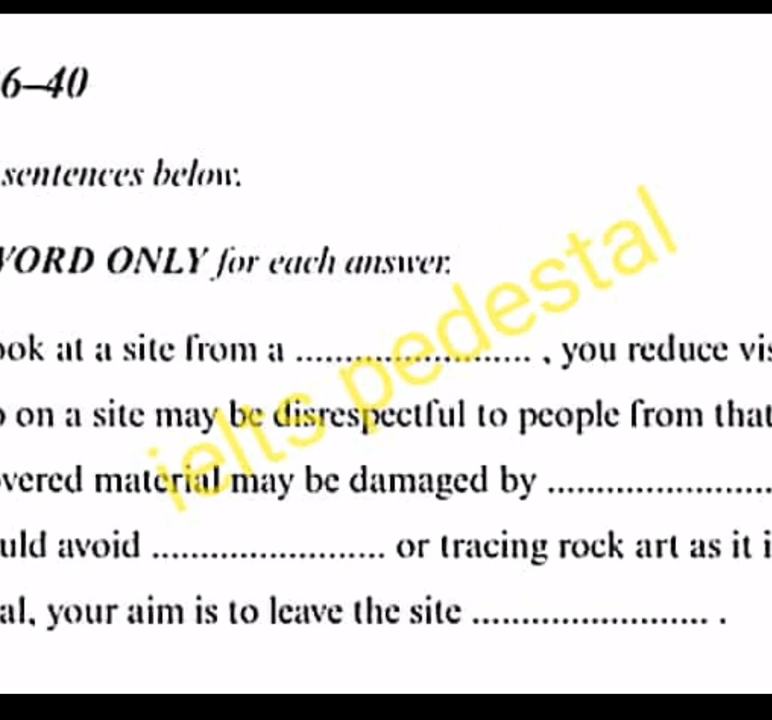 6–40
sentences below.
WORD ONLY for each answer.
ook at a site from a ........................ , you reduce vis
o on a site may be disrespectful to people from that
vered material may be damaged by .......................
uld avoid ........................ or tracing rock art as it i
al, your aim is to leave the site ........................ .
ielts pedestal